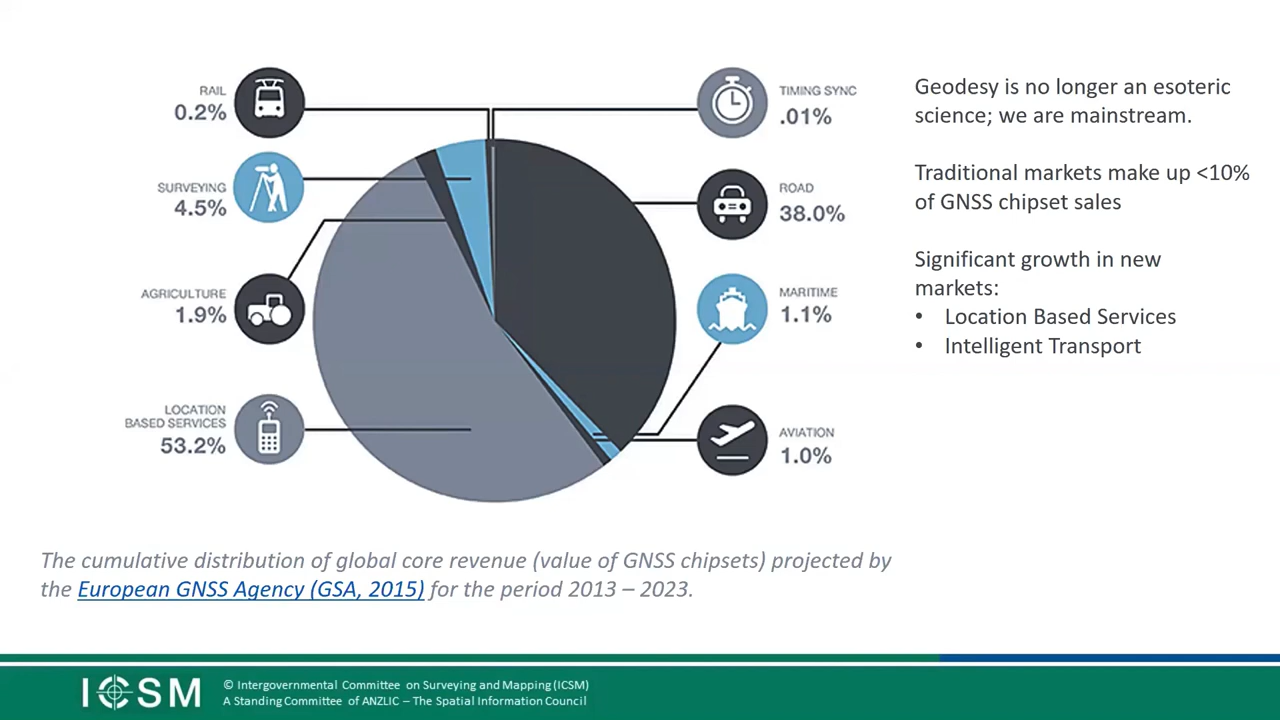 RAIL
0.2%
SURVEYING
4.5%
AGRICULTURE
1.9%
LOCATION
BASED SERVICES
53.2%
TIMING SYNC
.01%
ROAD
38.0%
MARITIME
1.1%
AVIATION
1.0%
Geodesy is no longer an esoteric
science; we are mainstream.
Traditional markets make up <10%
of GNSS chipset sales
Significant growth in new
markets:
• Location Based Services
• Intelligent Transport
The cumulative distribution of global core revenue (value of GNSS chipsets) projected by
the European GNSS Agency (GSA, 2015) for the period 2013 – 2023.
ICSM
© Intergovernmental Committee on Surveying and Mapping (ICSM)
A Standing Committee of ANZLIC – The Spatial Information Council